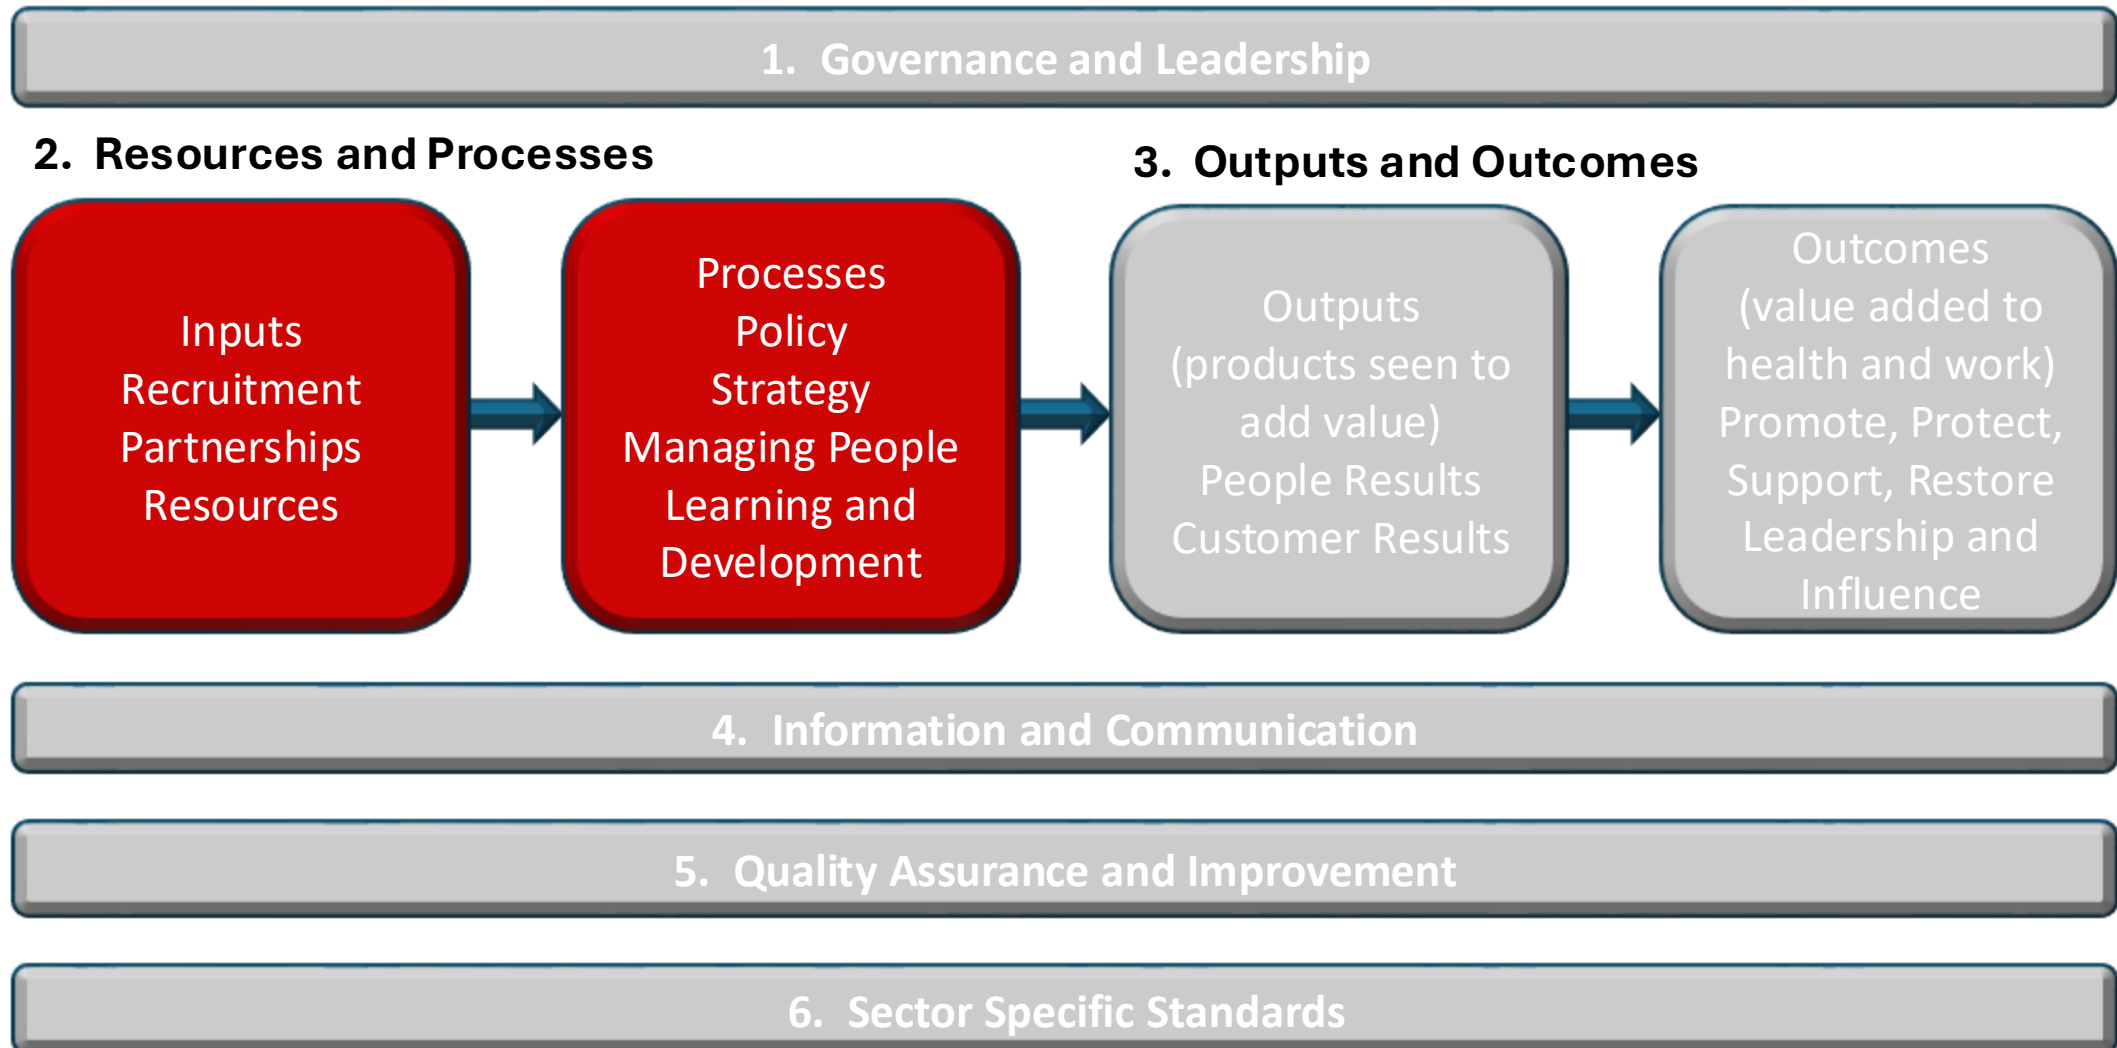 1. Governance and Leadership
2. Resources and Processes
3. Outputs and Outcomes
Inputs
Recruitment
Partnerships
Resources
Processes
Policy
Strategy
Managing People
Learning and
Development
Outputs
(products seen to
add value)
People Results
Customer Results
Outcomes
(value added to
health and work)
Promote, Protect,
Support, Restore
Leadership and
Influence
4. Information and Communication
5. Quality Assurance and Improvement
6. Sector Specific Standards